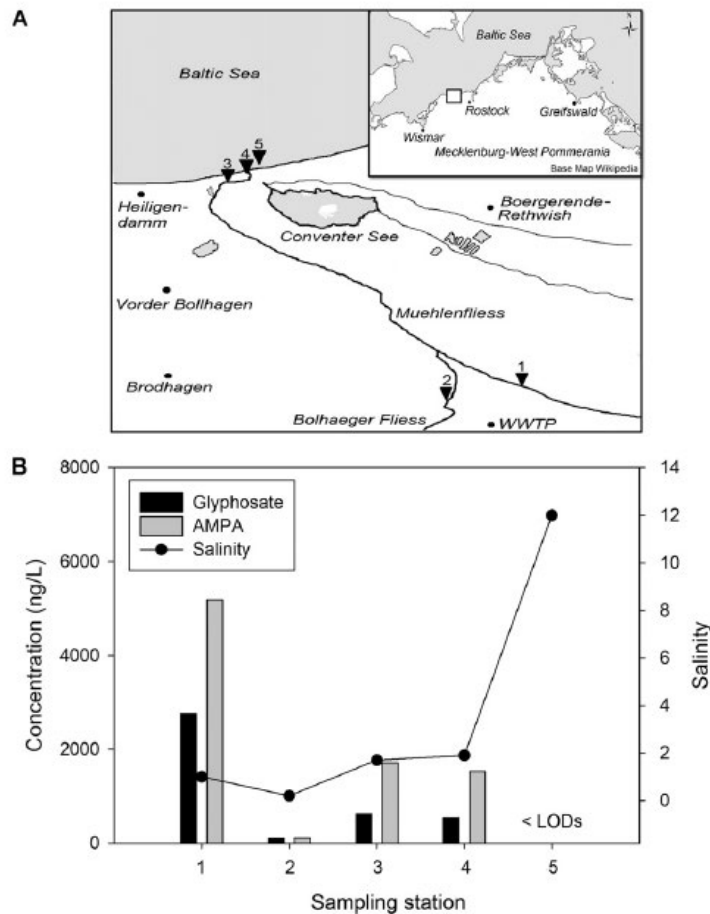 A
Baltic Sea
Baltic Sea
N
Rostock
Greifswald
Wismar
Mecklenburg-West Pommerania
Base Map Wikipedia
5
4
3
Heiligen-
damm
Conventer See
Boergerende-
Rethwish
Vorder Bollhagen
Muehlenfliess
Brodhagen
1
2
Bolhaeger Fliess
WWTP
B
8000
6000
4000
2000
0
Concentration (ng/L)
Glyphosate
AMPA
Salinity
14
12
10
8
6
4
2
0
Salinity
< LODs
1 2 3 4 5
Sampling station